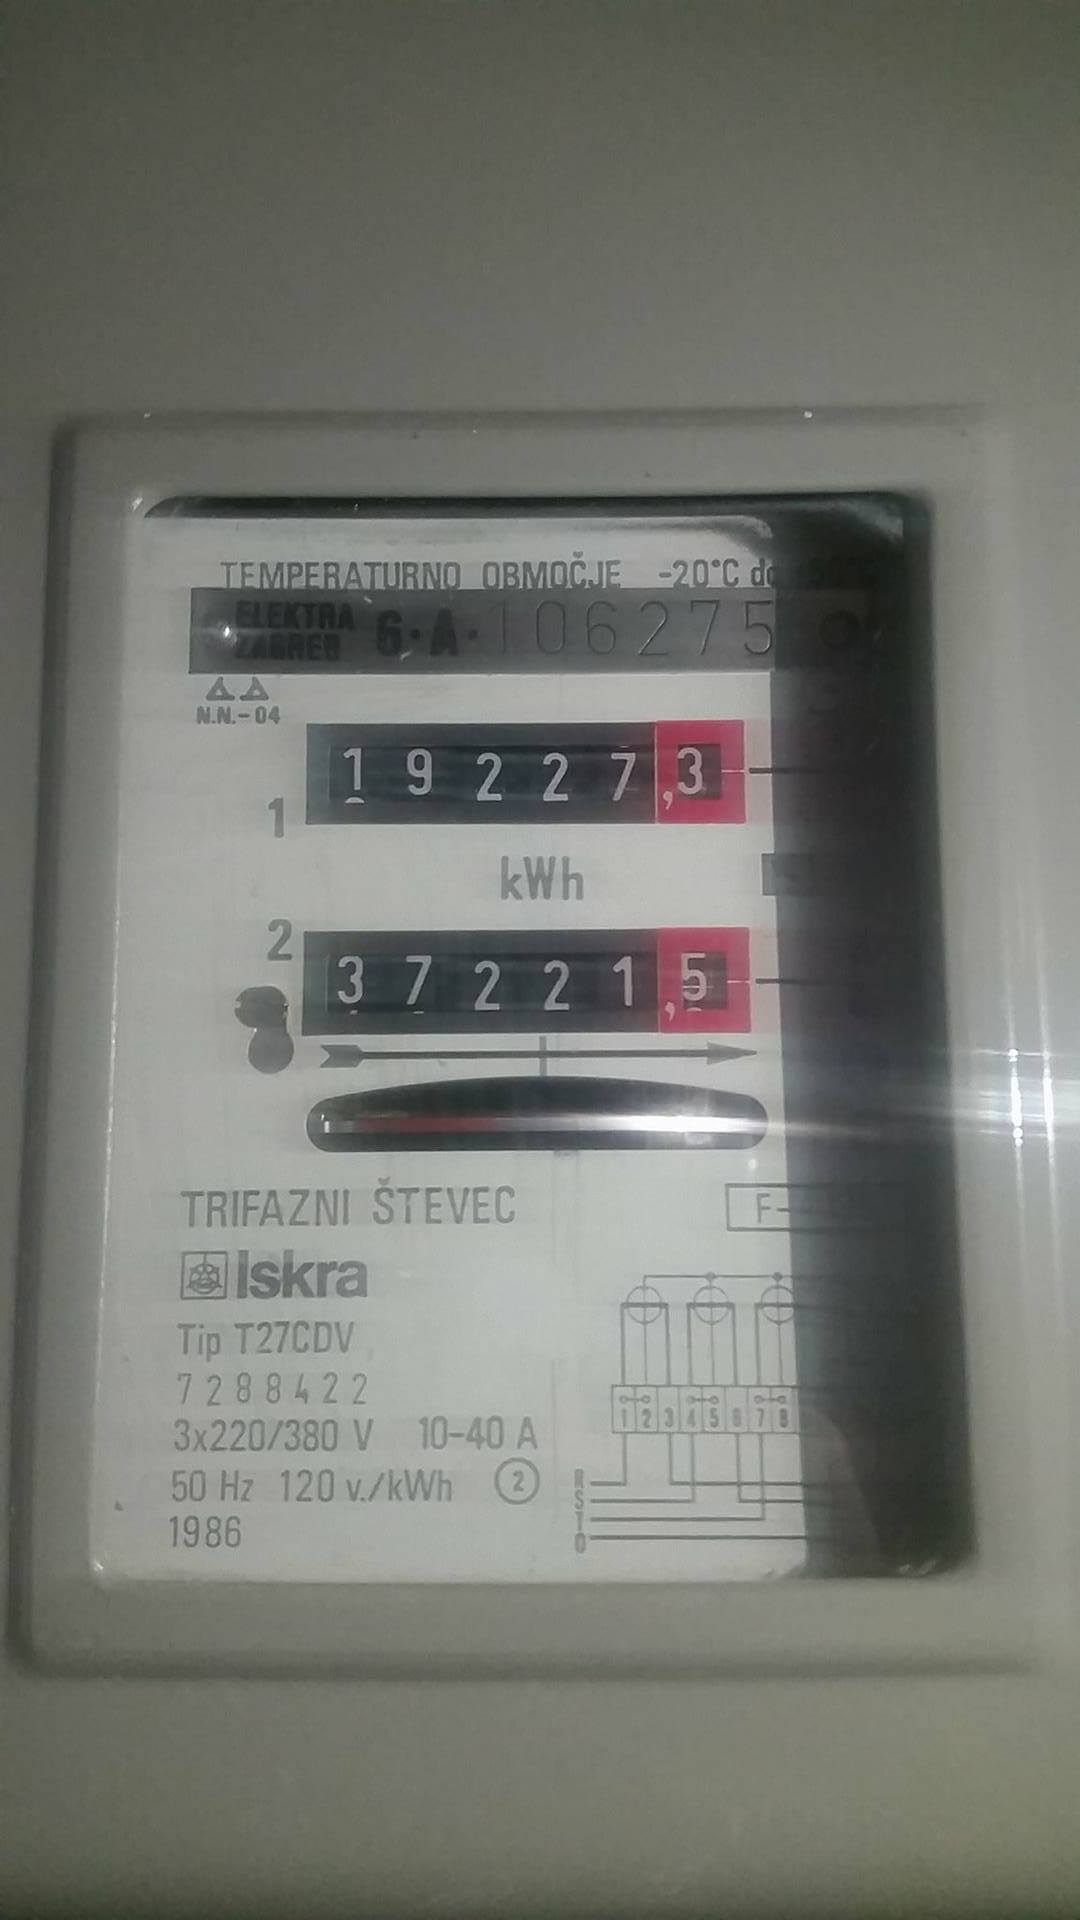 TEMPERATURNO OBMOČJE -20°C do
ELEKTRA
ZAGREB
6·A·106275
N.N.-04
1
19227,3
kWh
2
37221,5
TRIFAZNI ŠTEVEC
F-
Iskra
Tip T27CDV
7288422
3x220/380 V 10-40 A
50 Hz 120 v./kWh 2
1986
1 2 3 4 5 6 7 8
R
S
T
0